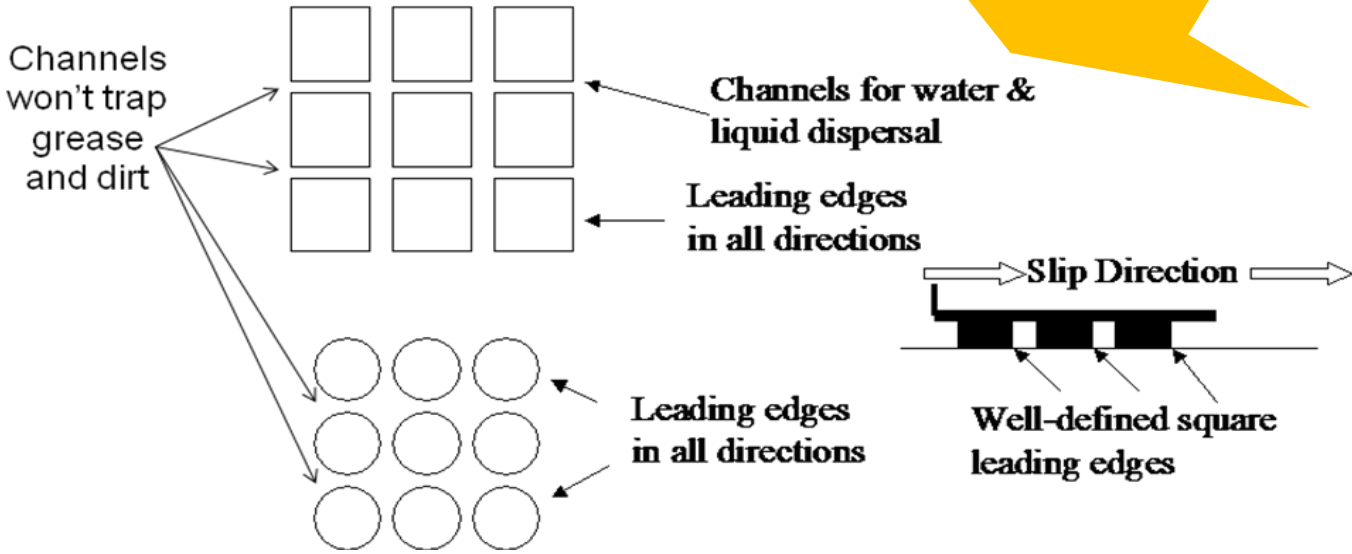 Channels
won't trap
grease
and dirt
Channels for water &
liquid dispersal
Leading edges
in all directions
Slip Direction
Leading edges
in all directions
Well-defined square
leading edges